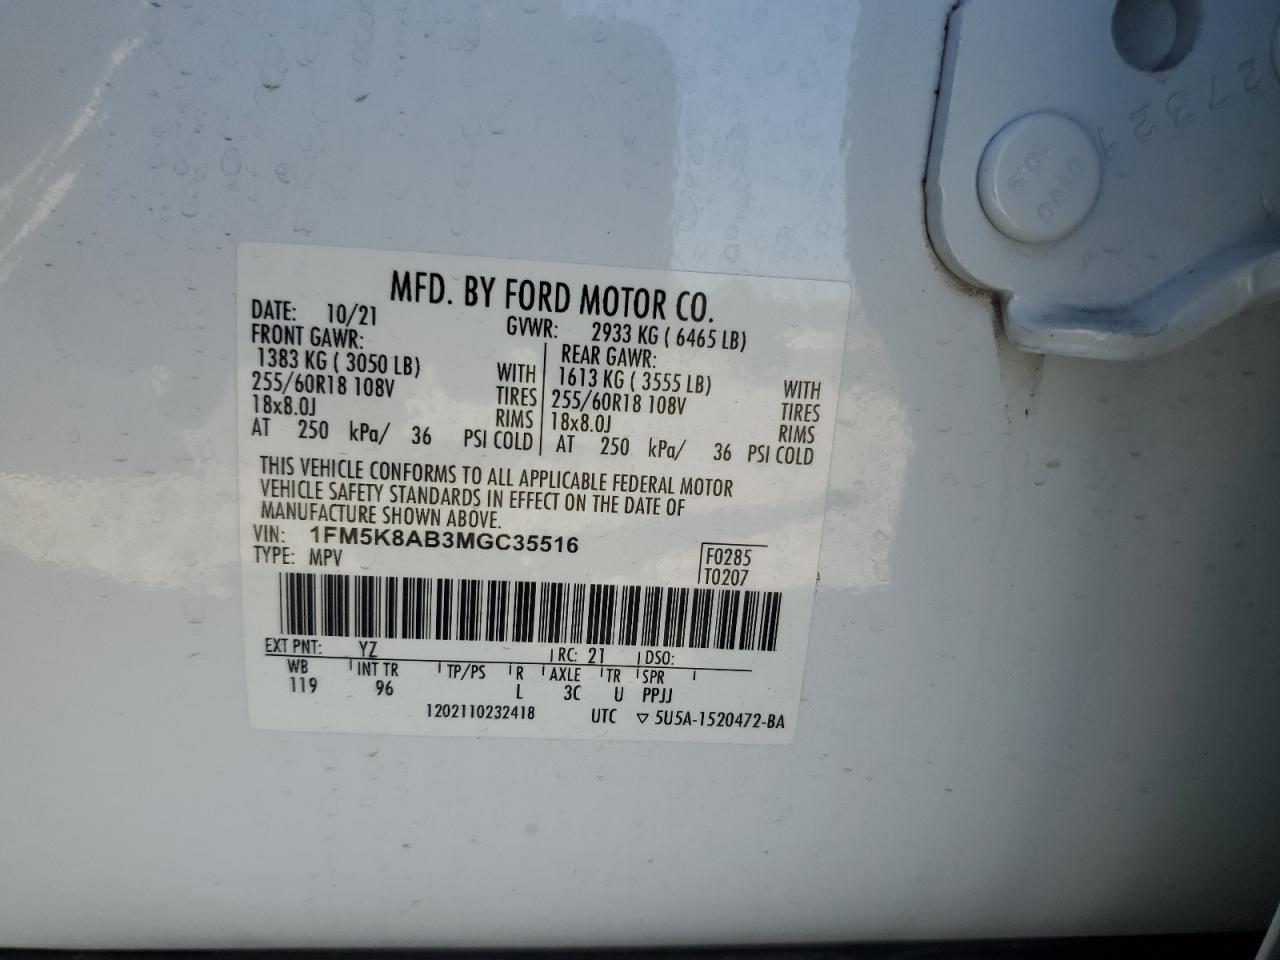 MFD. BY FORD MOTOR CO.
DATE: 10/21 GVWR: 2933 KG ( 6465 LB)
FRONT GAWR: REAR GAWR:
1383 KG ( 3050 LB) WITH 1613 KG ( 3555 LB) WITH
255/60R18 108V TIRES 255/60R18 108V TIRES
18x8.0J RIMS 18x8.0J RIMS
AT 250 kPa/ 36 PSI COLD AT 250 kPa/ 36 PSI COLD
THIS VEHICLE CONFORMS TO ALL APPLICABLE FEDERAL MOTOR
VEHICLE SAFETY STANDARDS IN EFFECT ON THE DATE OF
MANUFACTURE SHOWN ABOVE.
VIN: 1FM5K8AB3MGC35516
TYPE: MPV
F0285
T0207
EXT PNT: YZ RC: 21 DSO:
WB INT TR TP/PS R AXLE TR SPR
119 96 L 3C U PPJJ
1202110232418 UTC ▽ 5U5A-1520472-BA